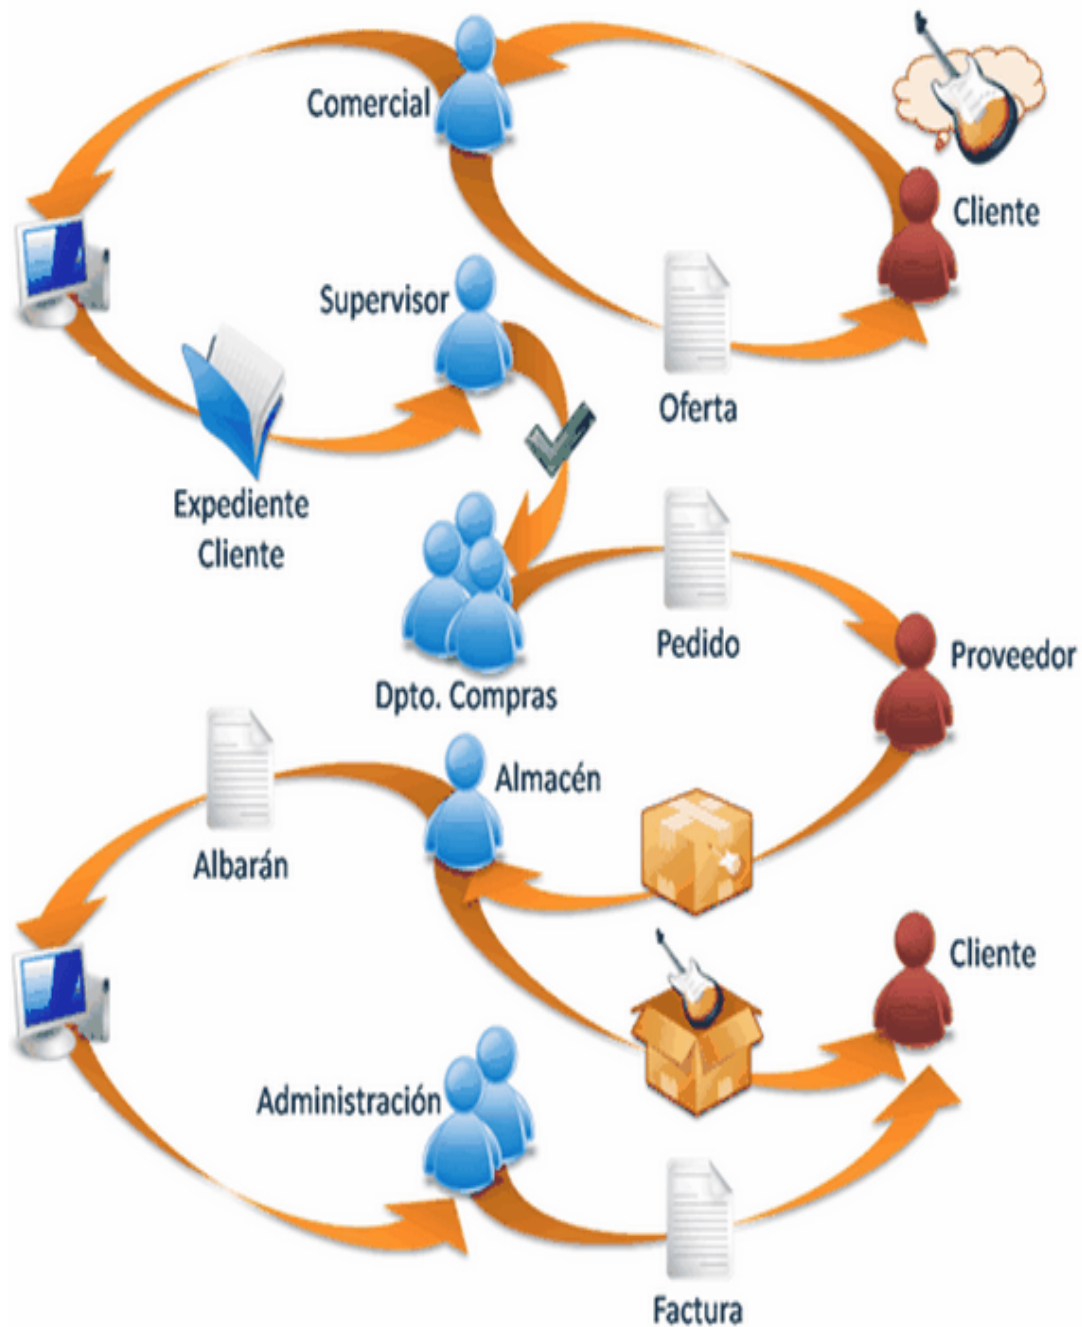 Comercial
Cliente
Supervisor
Oferta
Expediente
Cliente
Pedido
Proveedor
Dpto. Compras
Almacén
Albarán
Cliente
Administración
Factura